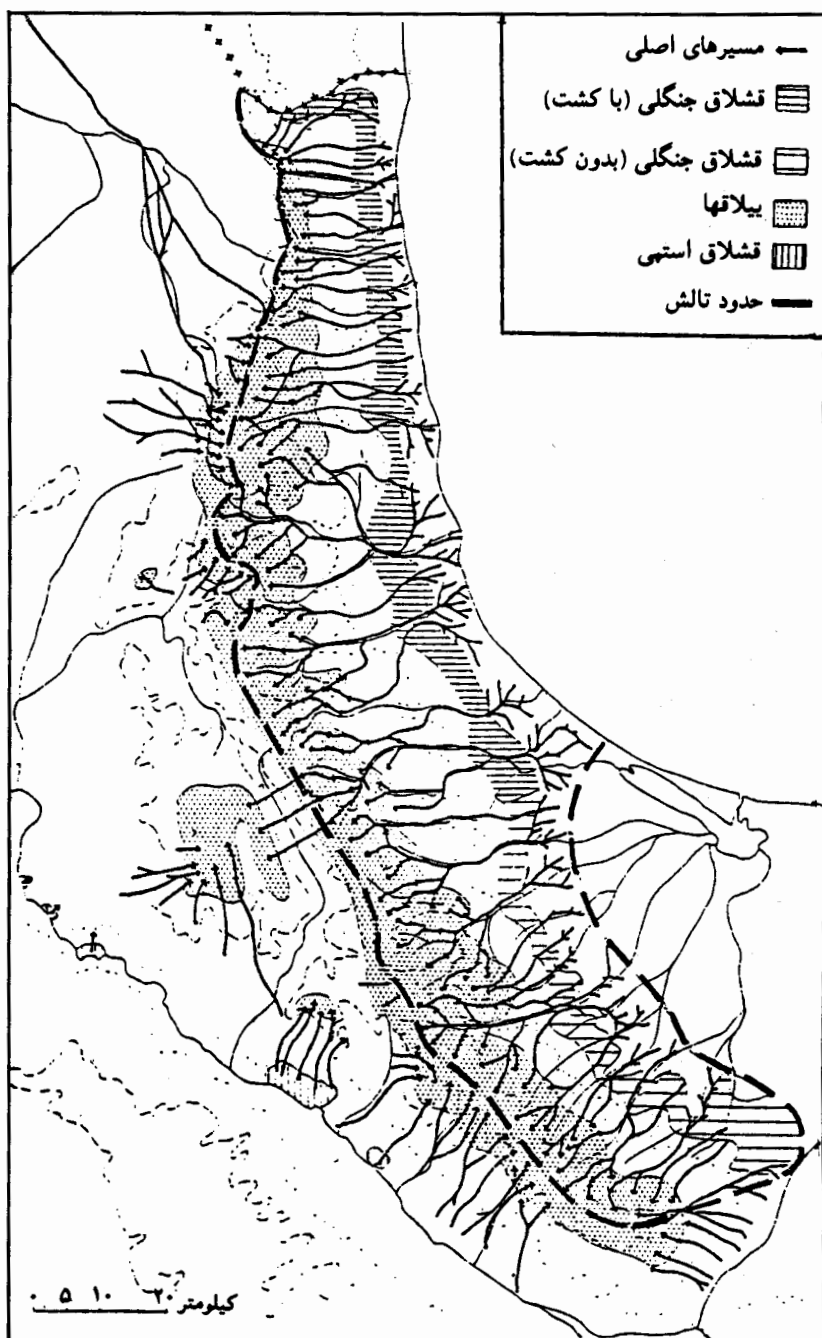 مسیرهای اصلی
قشلاق جنگلی (با کشت)
قشلاق جنگلی (بدون کشت)
ییلاقها
قشلاق استپی
حدود تالش
۰ ۵ ۱۰ ۲۰ کیلومتر